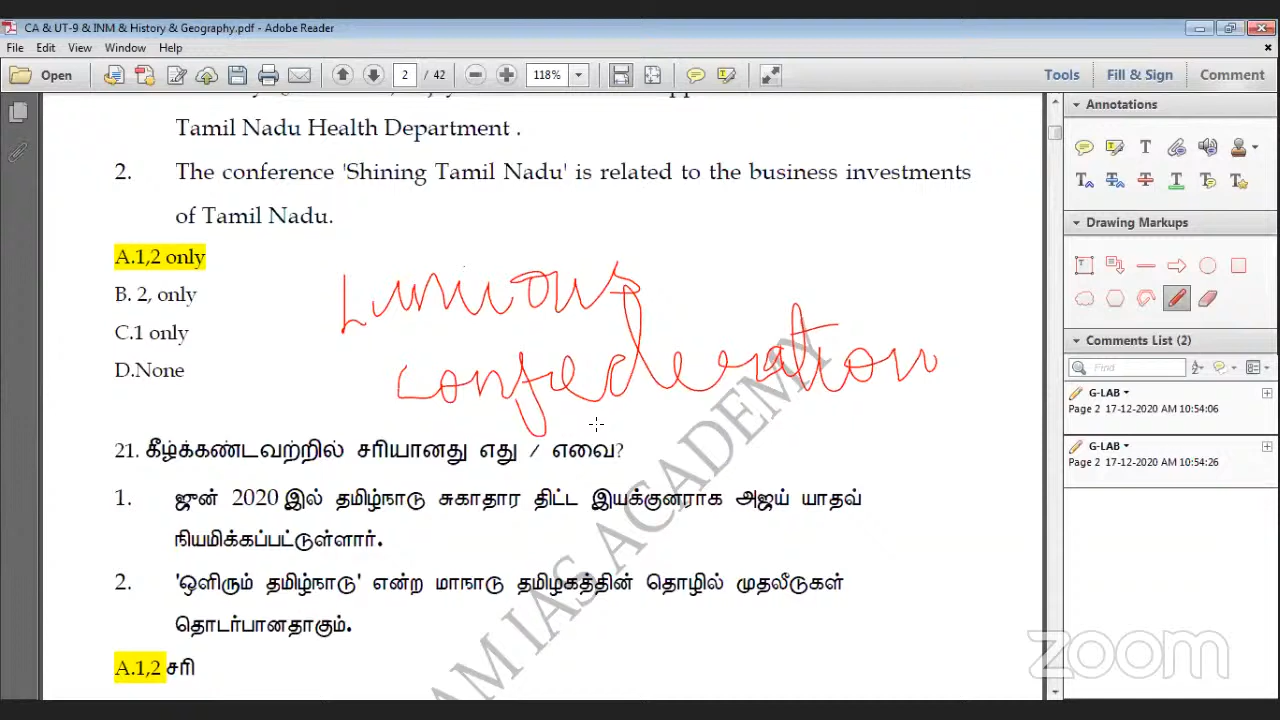 CA & UT-9 & INM & History & Geography.pdf - Adobe Reader
File Edit View Window Help
Open 2 / 42 118% Tools Fill & Sign Comment
Tamil Nadu Health Department .
2. The conference 'Shining Tamil Nadu' is related to the business investments
of Tamil Nadu.
A.1,2 only
B. 2, only
C.1 only
D.None
confederation
21. கீழ்க்கண்டவற்றில் சரியானது எது / எவை?
1. ஜுன் 2020 இல் தமிழ்நாடு சுகாதார திட்ட இயக்குனராக அஜய் யாதவ்
நியமிக்கப்பட்டுள்ளார்.
2. 'ஒளிரும் தமிழ்நாடு' என்ற மாநாடு தமிழகத்தின் தொழில் முதலீடுகள்
தொடர்பானதாகும்.
A.1,2 சரி
AM IAS ACADEMY
Annotations
Drawing Markups
Comments List (2)
Find
G-LAB
Page 2 17-12-2020 AM 10:54:06
G-LAB
Page 2 17-12-2020 AM 10:54:26
zoom